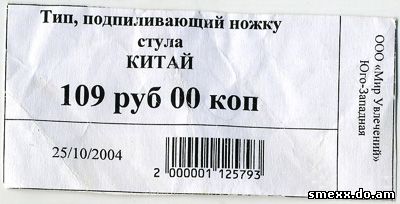 Тип, подпиливающий ножку
стула
КИТАЙ
109 руб 00 коп
25/10/2004
2 000001 125793
ООО «Мир Увлечений»
Юго-Западная
smexx.do.am